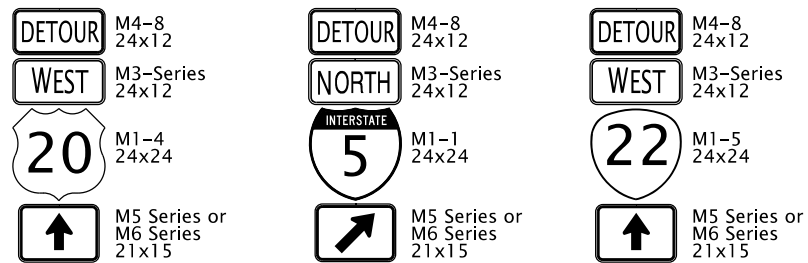 DETOUR
M4-8
24x12
WEST
M3-Series
24x12
20
M1-4
24x24
M5 Series or
M6 Series
21x15
DETOUR
M4-8
24x12
NORTH
M3-Series
24x12
INTERSTATE
5
M1-1
24x24
M5 Series or
M6 Series
21x15
DETOUR
M4-8
24x12
WEST
M3-Series
24x12
22
M1-5
24x24
M5 Series or
M6 Series
21x15